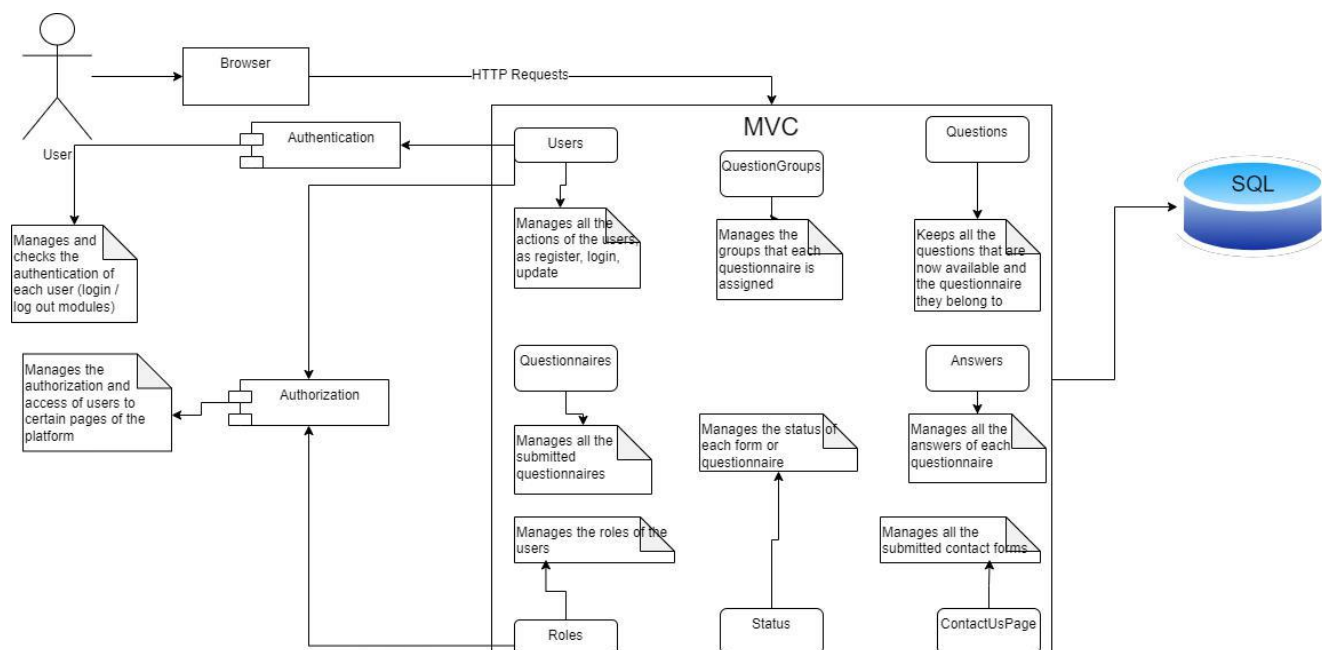 Browser
HTTP Requests
User
Authentication
MVC
Users
QuestionGroups
Questions
SQL
Manages and
checks the
authentication of
each user (login /
log out modules)
Manages all the
actions of the users,
as register, login,
update
Manages the
groups that each
questionnaire is
assigned
Keeps all the
questions that are
now available and
the questionnaire
they belong to
Manages the
authorization and
access of users to
certain pages of the
platform
Authorization
Questionnaires
Answers
Manages all the
submitted
questionnaires
Manages the status of
each form or
questionnaire
Manages all the
answers of each
questionnaire
Manages the roles of the
users
Manages all the
submitted contact forms
Roles
Status
ContactUsPage